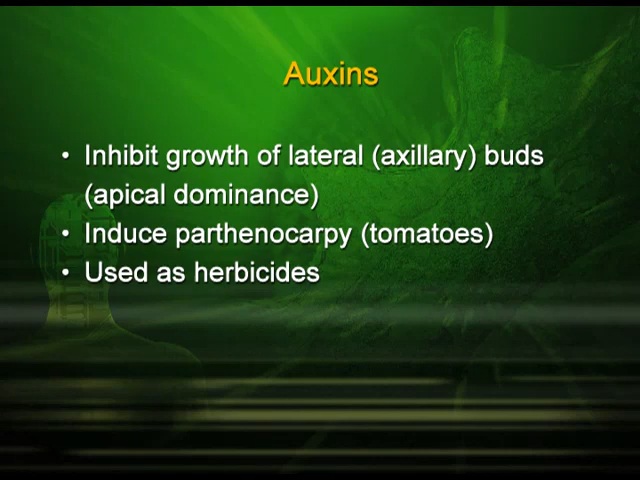 Auxins
• Inhibit growth of lateral (axillary) buds
(apical dominance)
• Induce parthenocarpy (tomatoes)
• Used as herbicides